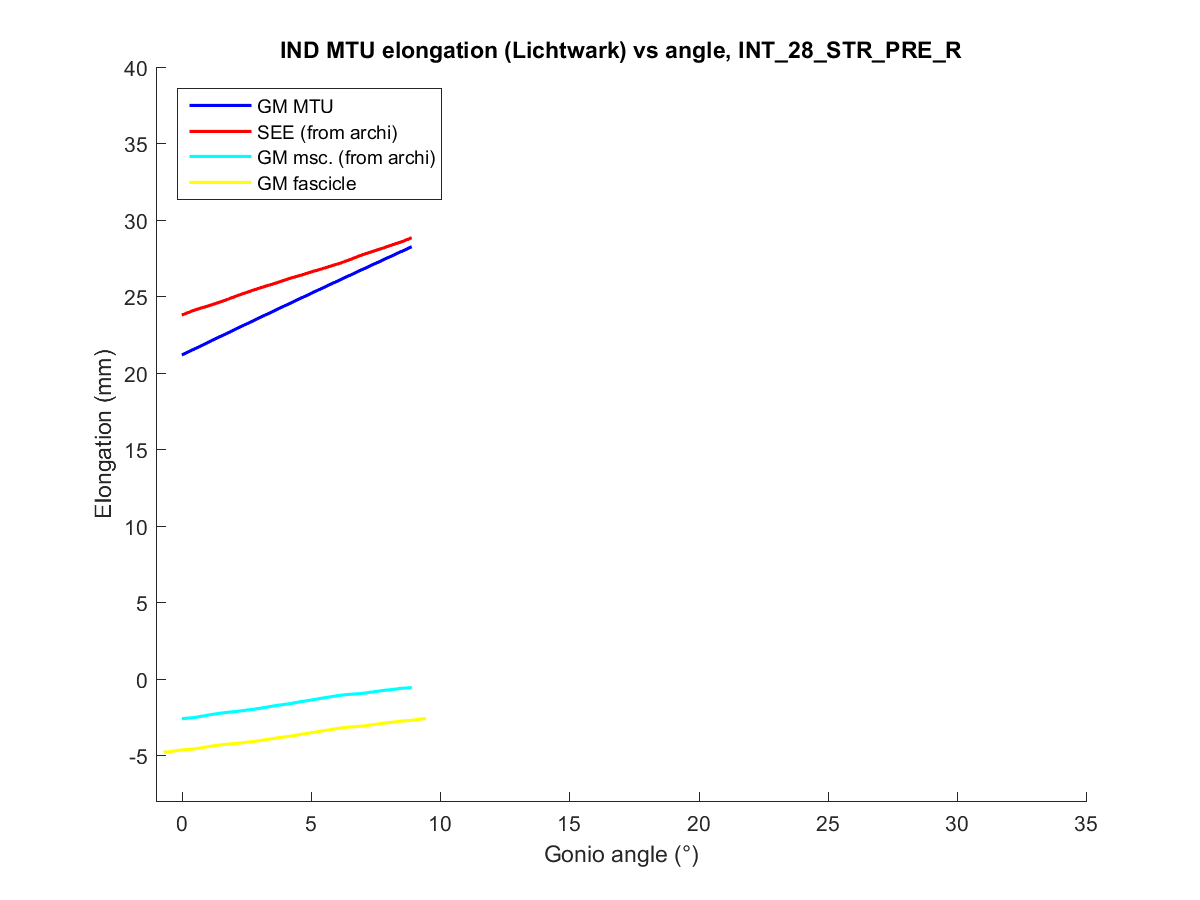 IND MTU elongation (Lichtwark) vs angle, INT_28_STR_PRE_R
40
35
30
25
20
15
10
5
0
-5
Elongation (mm)
GM MTU
SEE (from archi)
GM msc. (from archi)
GM fascicle
0 5 10 15 20 25 30 35
Gonio angle (°)